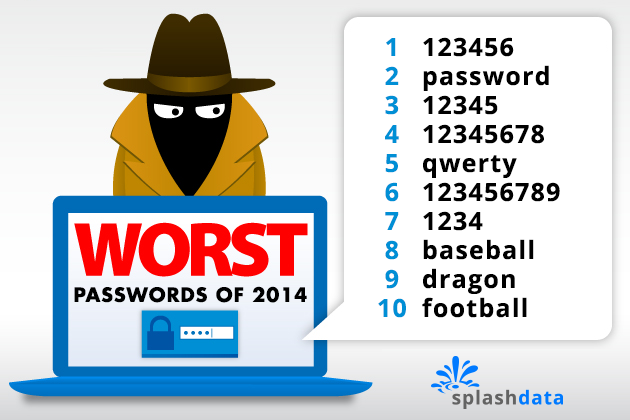 WORST
PASSWORDS OF 2014
1 123456
2 password
3 12345
4 12345678
5 qwerty
6 123456789
7 1234
8 baseball
9 dragon
10 football
splashdata